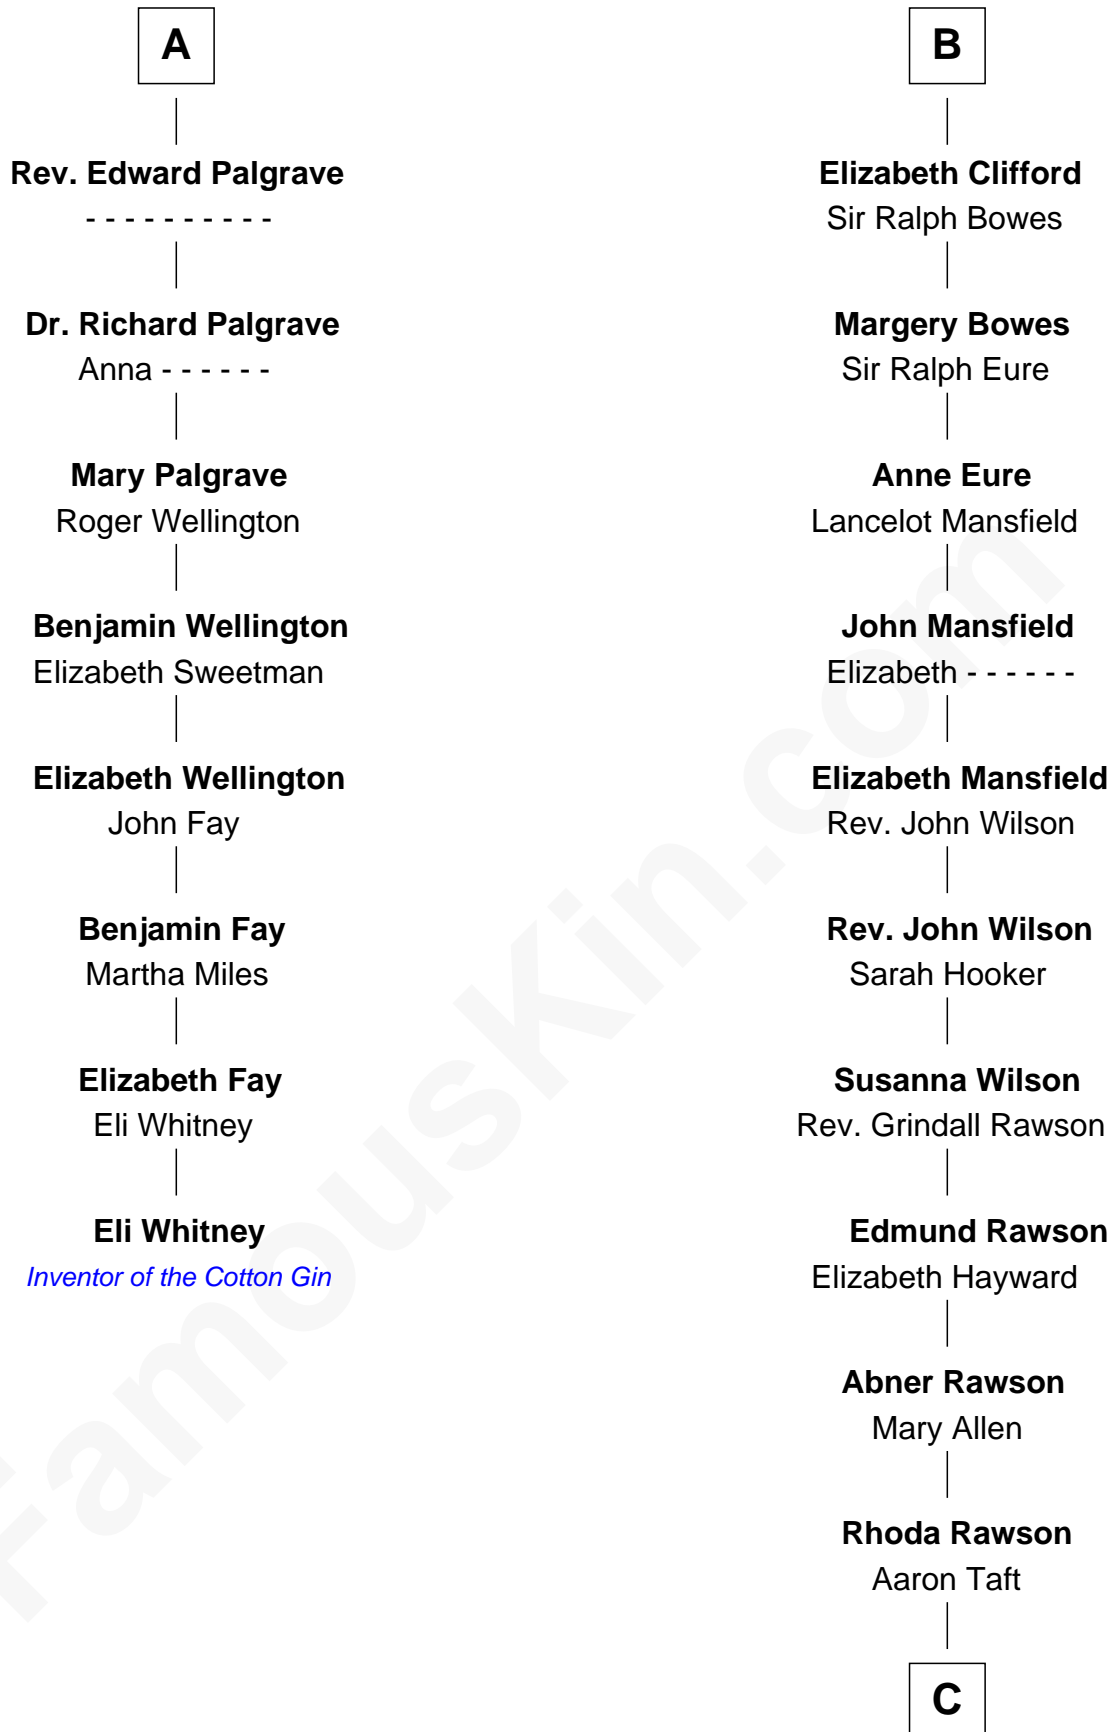 A
Rev. Edward Palgrave
- - - - - - - - - -
Dr. Richard Palgrave
Anna - - - - - -
Mary Palgrave
Roger Wellington
Benjamin Wellington
Elizabeth Sweetman
Elizabeth Wellington
John Fay
Benjamin Fay
Martha Miles
Elizabeth Fay
Eli Whitney
Eli Whitney
Inventor of the Cotton Gin
B
Elizabeth Clifford
Sir Ralph Bowes
Margery Bowes
Sir Ralph Eure
Anne Eure
Lancelot Mansfield
John Mansfield
Elizabeth - - - - - -
Elizabeth Mansfield
Rev. John Wilson
Rev. John Wilson
Sarah Hooker
Susanna Wilson
Rev. Grindall Rawson
Edmund Rawson
Elizabeth Hayward
Abner Rawson
Mary Allen
Rhoda Rawson
Aaron Taft
C
FamousKin.com